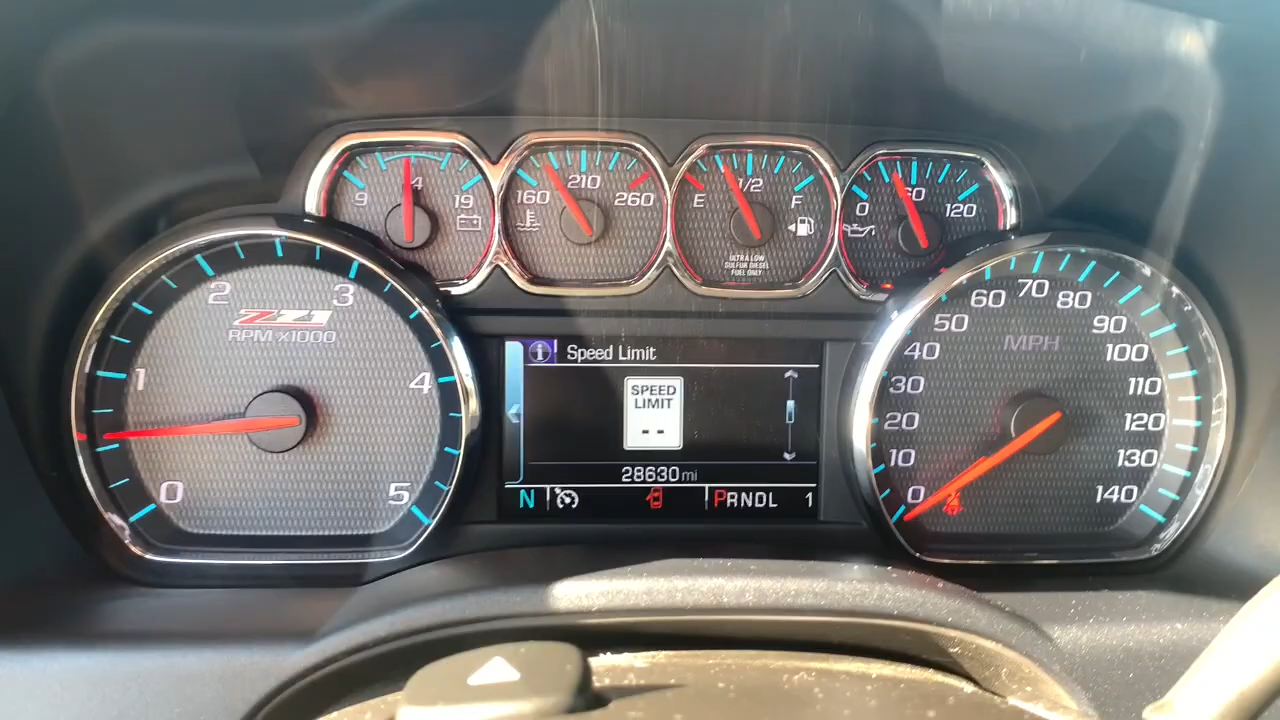 9 14 19
160 210 260
E 1/2 F
ULTRA LOW
SULFUR DIESEL
FUEL ONLY
0 60 120
0 1 2 3 4 5
Z71
RPM x1000
Speed Limit
SPEED
LIMIT
--
28630 mi
N PRNDL 1
0 10 20 30 40 50 60 70 80 90 100 110 120 130 140
MPH